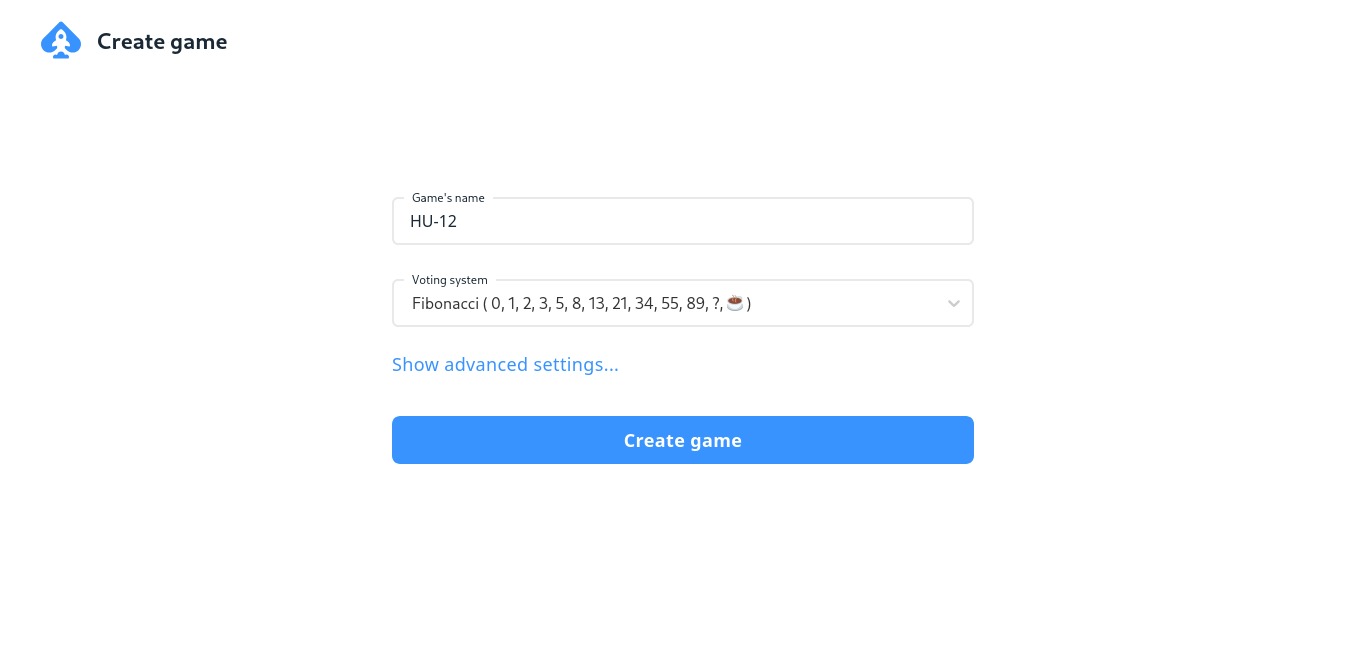 Create game
Game's name
HU-12
Voting system
Fibonacci ( 0, 1, 2, 3, 5, 8, 13, 21, 34, 55, 89, ?, ☕ )
Show advanced settings...
Create game